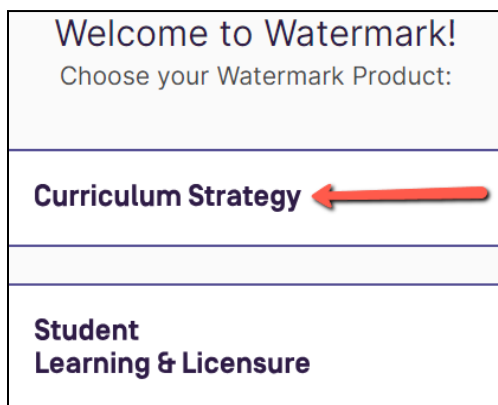 Welcome to Watermark!
Choose your Watermark Product:
Curriculum Strategy
Student
Learning & Licensure